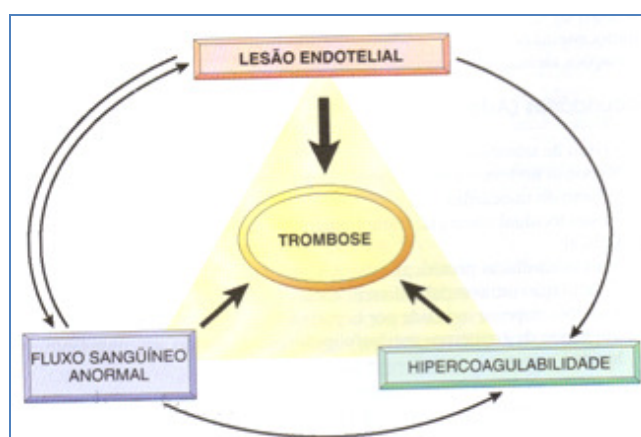 LESÃO ENDOTELIAL
TROMBOSE
FLUXO SANGÜÍNEO
ANORMAL
HIPERCOAGULABILIDADE